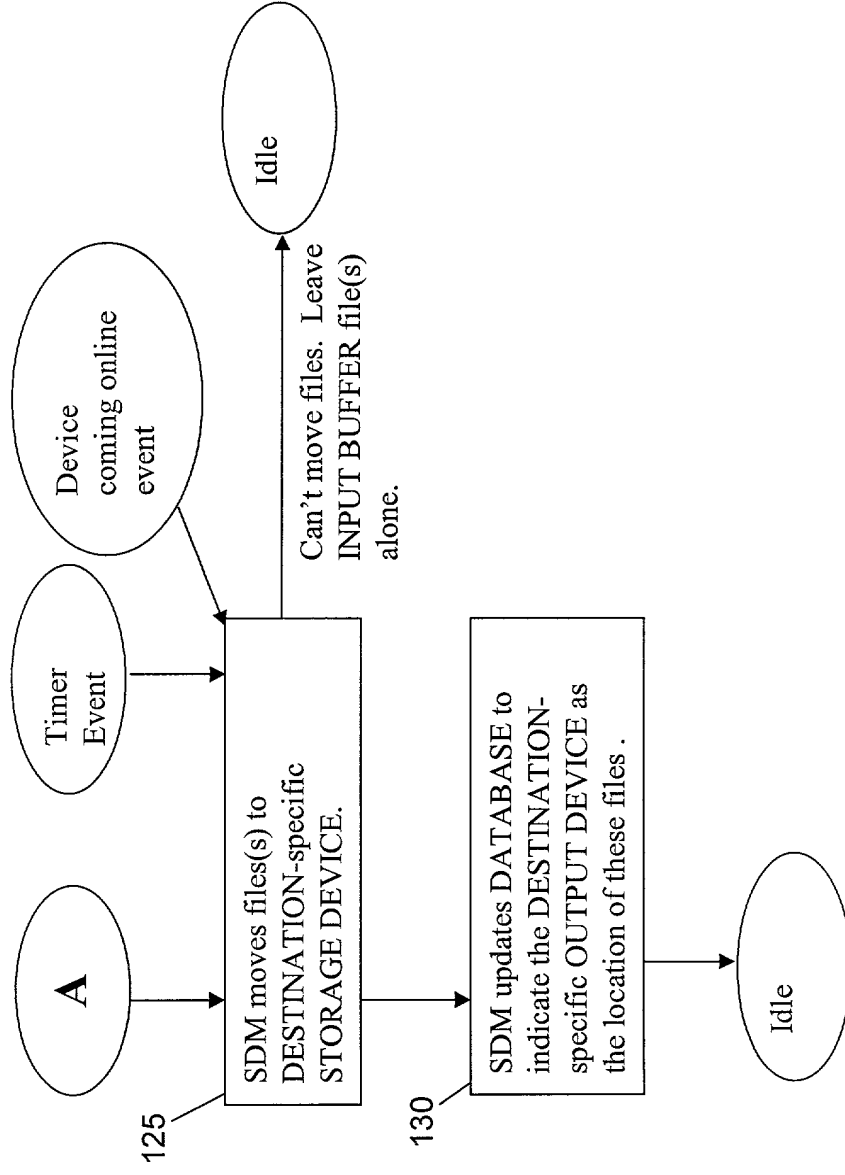 A
Timer
Event
Device
coming online
event
125
SDM moves files(s) to
DESTINATION-specific
STORAGE DEVICE.
Can't move files. Leave
INPUT BUFFER file(s)
alone.
Idle
130
SDM updates DATABASE to
indicate the DESTINATION-
specific OUTPUT DEVICE as
the location of these files .
Idle